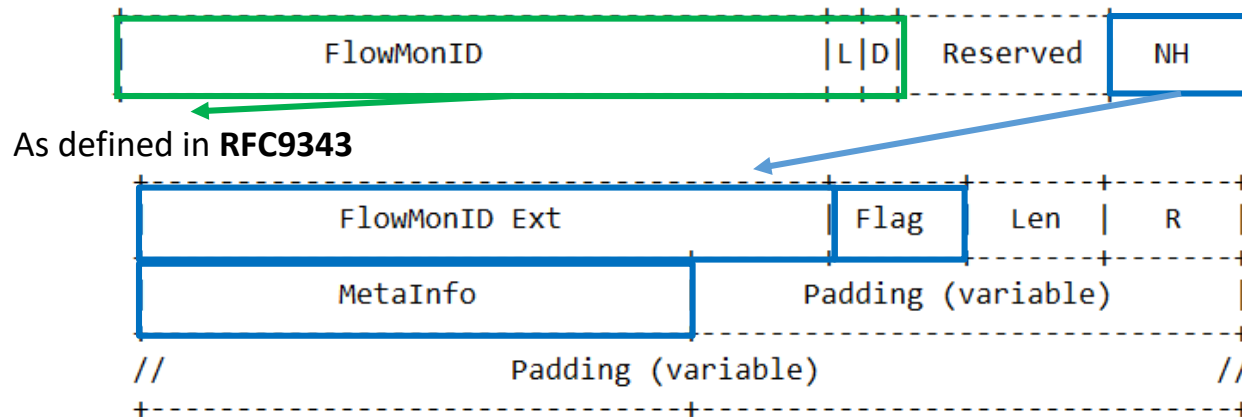 FlowMonID |L|D| Reserved NH
As defined in RFC9343
FlowMonID Ext | Flag Len | R |
MetaInfo Padding (variable) |
// Padding (variable) //